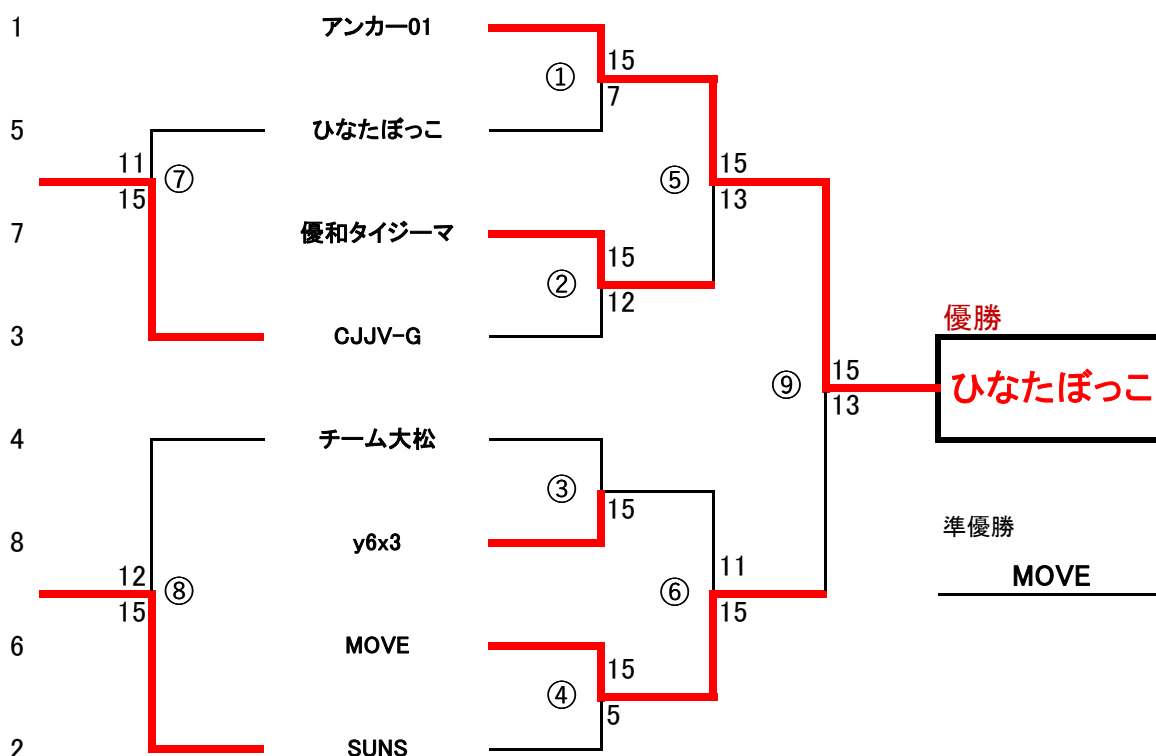 1 アンカー01
① 15
7
5 ひなたぼっこ
11 ⑦ ⑤ 15
15 13
7 優和タイジーマ
15
② 12
3 CJJV-G
優勝
⑨ 15
13
ひなたぼっこ
4 チーム大松
③ 15
8 y6x3
準優勝
12 ⑧ ⑥ 11
15 15
MOVE
6 MOVE
15
④ 5
2 SUNS